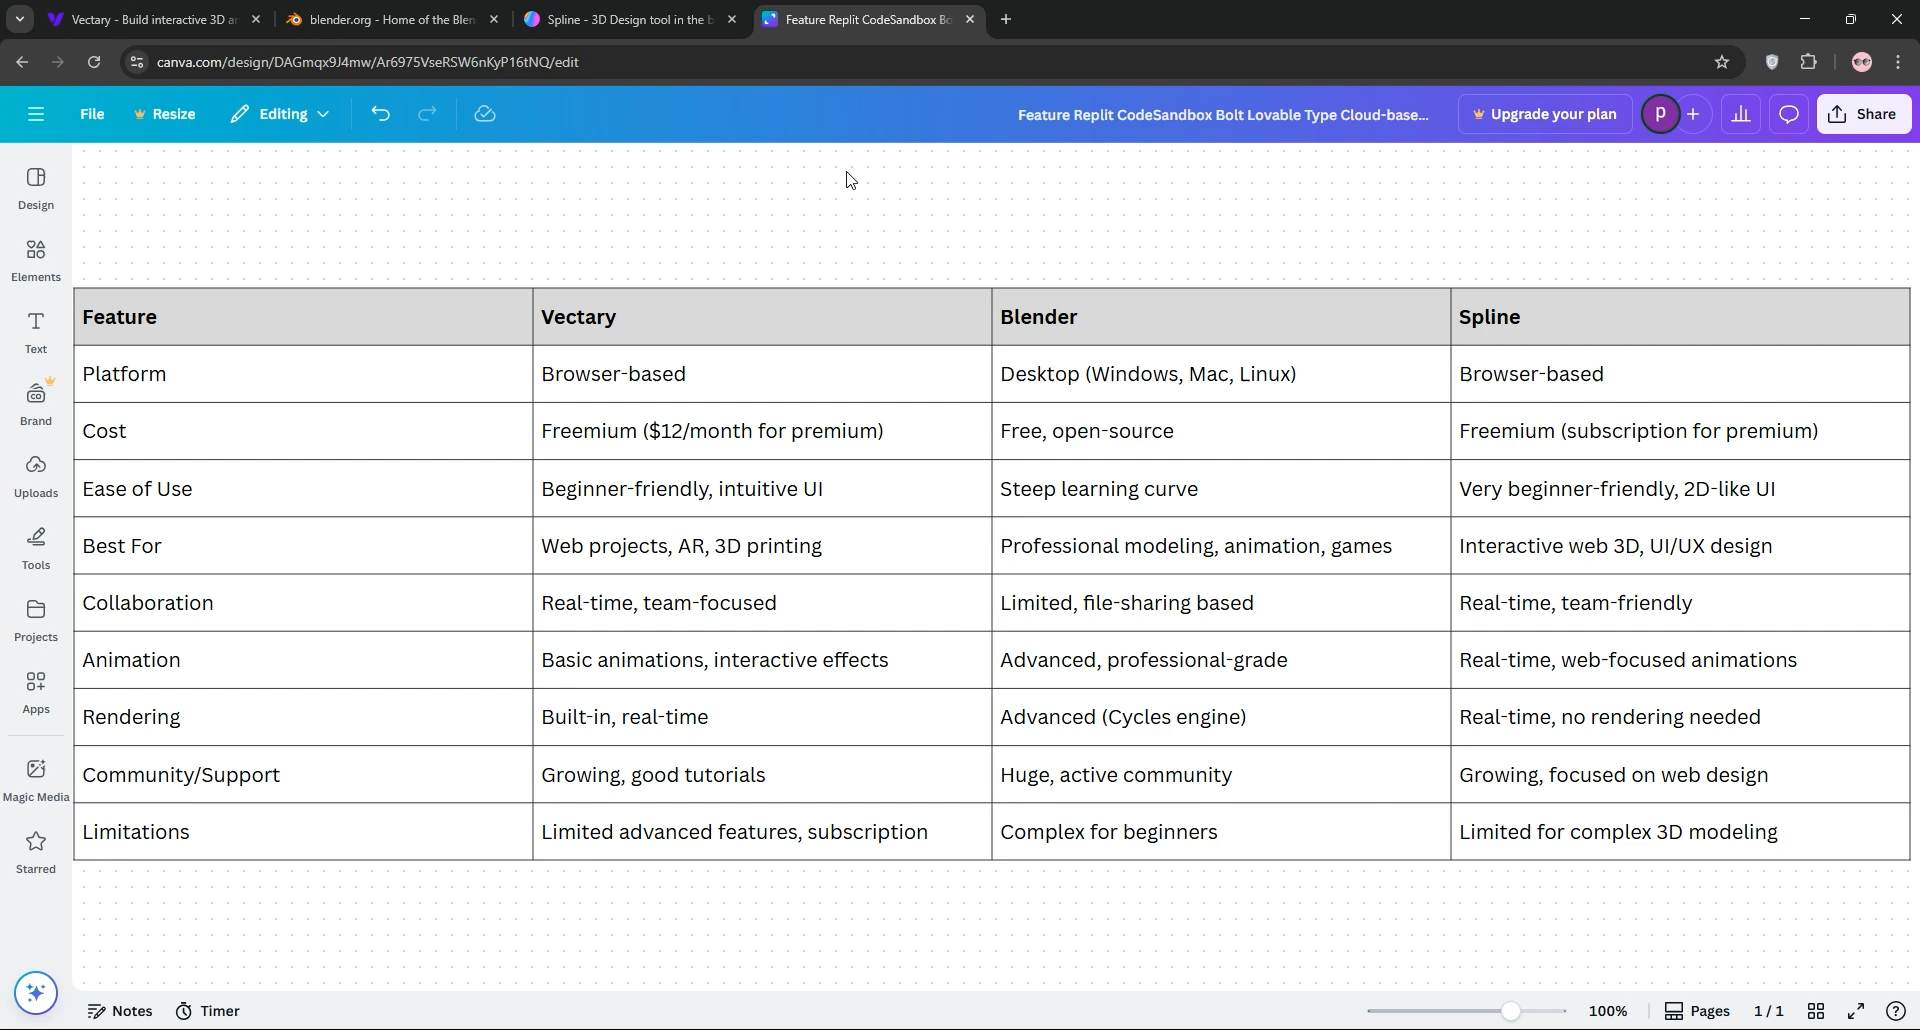 Vectary - Build interactive 3D a
blender.org - Home of the Blen
Spline - 3D Design tool in the b
Feature Replit CodeSandbox Bo
canva.com/design/DAGmqx9J4mw/Ar6975VseRSW6nKyP16tNQ/edit
File
Resize
Editing
Feature Replit CodeSandbox Bolt Lovable Type Cloud-base...
Upgrade your plan
p
Share
Design
Elements
Text
Brand
Uploads
Tools
Projects
Apps
Magic Media
Starred
Feature Vectary Blender Spline
Platform Browser-based Desktop (Windows, Mac, Linux) Browser-based
Cost Freemium ($12/month for premium) Free, open-source Freemium (subscription for premium)
Ease of Use Beginner-friendly, intuitive UI Steep learning curve Very beginner-friendly, 2D-like UI
Best For Web projects, AR, 3D printing Professional modeling, animation, games Interactive web 3D, UI/UX design
Collaboration Real-time, team-focused Limited, file-sharing based Real-time, team-friendly
Animation Basic animations, interactive effects Advanced, professional-grade Real-time, web-focused animations
Rendering Built-in, real-time Advanced (Cycles engine) Real-time, no rendering needed
Community/Support Growing, good tutorials Huge, active community Growing, focused on web design
Limitations Limited advanced features, subscription Complex for beginners Limited for complex 3D modeling
Notes
Timer
100%
Pages
1 / 1